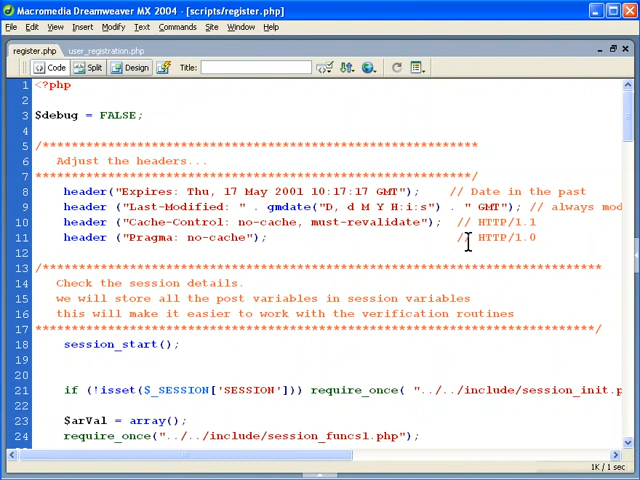 Macromedia Dreamweaver MX 2004 - [scripts/register.php]
File Edit View Insert Modify Text Commands Site Window Help
register.php user_registration.php
Code Split Design Title:
1 <?php
2
3 $debug = FALSE;
4
5 /************************************************************
6 Adjust the headers...
7 ************************************************************/
8 header ("Expires: Thu, 17 May 2001 10:17:17 GMT"); // Date in the past
9 header ("Last-Modified: " . gmdate("D, d M Y H:i:s") . " GMT"); // always mod
10 header ("Cache-Control: no-cache, must-revalidate"); // HTTP/1.1
11 header ("Pragma: no-cache"); // HTTP/1.0
12
13 /*****************************************************************************
14 Check the session details.
15 we will store all the post variables in session variables
16 this will make it easier to work with the verification routines
17 *****************************************************************************/
18 session_start();
19
20
21 if (!isset($_SESSION['SESSION'])) require_once( "../../include/session_init.p
22
23 $arVal = array();
24 require_once("../../include/session_funcs1.php");
1K / 1 sec